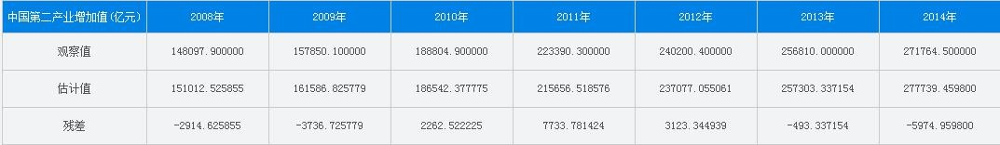 中国第二产业增加值(亿元) 2008年 2009年 2010年 2011年 2012年 2013年 2014年
观察值 148097.900000 157850.100000 188804.900000 223390.300000 240200.400000 256810.000000 271764.500000
估计值 151012.525855 161586.825779 186542.377775 215656.518576 237077.055061 257303.337154 277739.459800
残差 -2914.625855 -3736.725779 2262.522225 7733.781424 3123.344939 -493.337154 -5974.959800